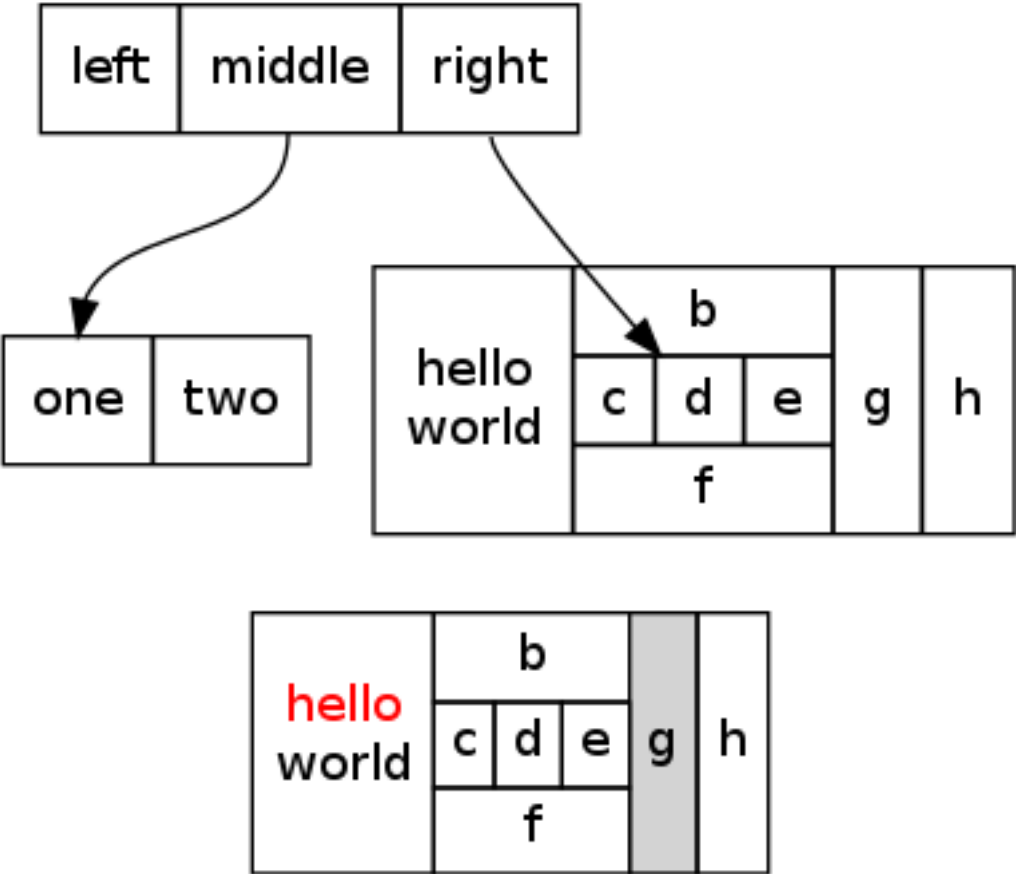 left middle right
one two
hello
world
b
c d e
f
g
h
hello
world
b
c d e
f
g
h